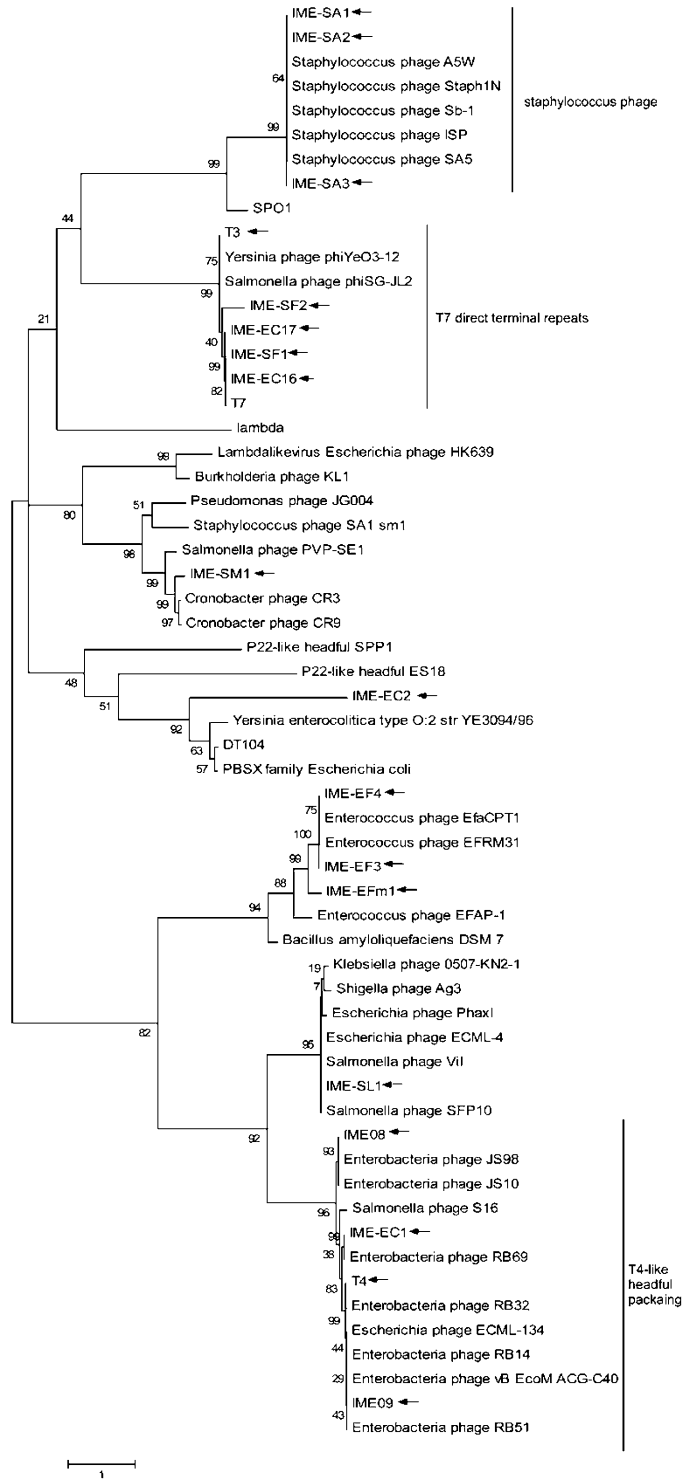 IME-SA1
IME-SA2
Staphylococcus phage A5W
64
Staphylococcus phage Staph1N
staphylococcus phage
Staphylococcus phage Sb-1
99
Staphylococcus phage ISP
99
Staphylococcus phage SA5
IME-SA3
SPO1
44
T3
75
Yersinia phage phiYeO3-12
Salmonella phage phiSG-JL2
99
IME-SF2
21
IME-EC17
T7 direct terminal repeats
40
IME-SF1
99
IME-EC16
82
T7
lambda
99
Lambdalikevirus Escherichia phage HK639
Burkholderia phage KL1
80
51
Pseudomonas phage JG004
Staphylococcus phage SA1 sm1
98
Salmonella phage PVP-SE1
99
IME-SM1
99
Cronobacter phage CR3
97
Cronobacter phage CR9
P22-like headful SPP1
48
P22-like headful ES18
51
IME-EC2
92
Yersinia enterocolitica type O:2 str YE3094/96
63
DT104
57
PBSX family Escherichia coli
IME-EF4
75
Enterococcus phage EfaCPT1
100
Enterococcus phage EFRM31
99
IME-EF3
88
IME-EFm1
94
Enterococcus phage EFAP-1
Bacillus amyloliquefaciens DSM 7
19
Klebsiella phage 0507-KN2-1
7
Shigella phage Ag3
82
Escherichia phage PhaxI
95
Escherichia phage ECML-4
Salmonella phage ViI
IME-SL1
Salmonella phage SFP10
92
IME08
93
Enterobacteria phage JS98
Enterobacteria phage JS10
96
Salmonella phage S16
99
IME-EC1
38
Enterobacteria phage RB69
T4-like
headful
packaing
83
T4
Enterobacteria phage RB32
99
Escherichia phage ECML-134
44
Enterobacteria phage RB14
29
Enterobacteria phage vB EcoM ACG-C40
IME09
43
Enterobacteria phage RB51
1